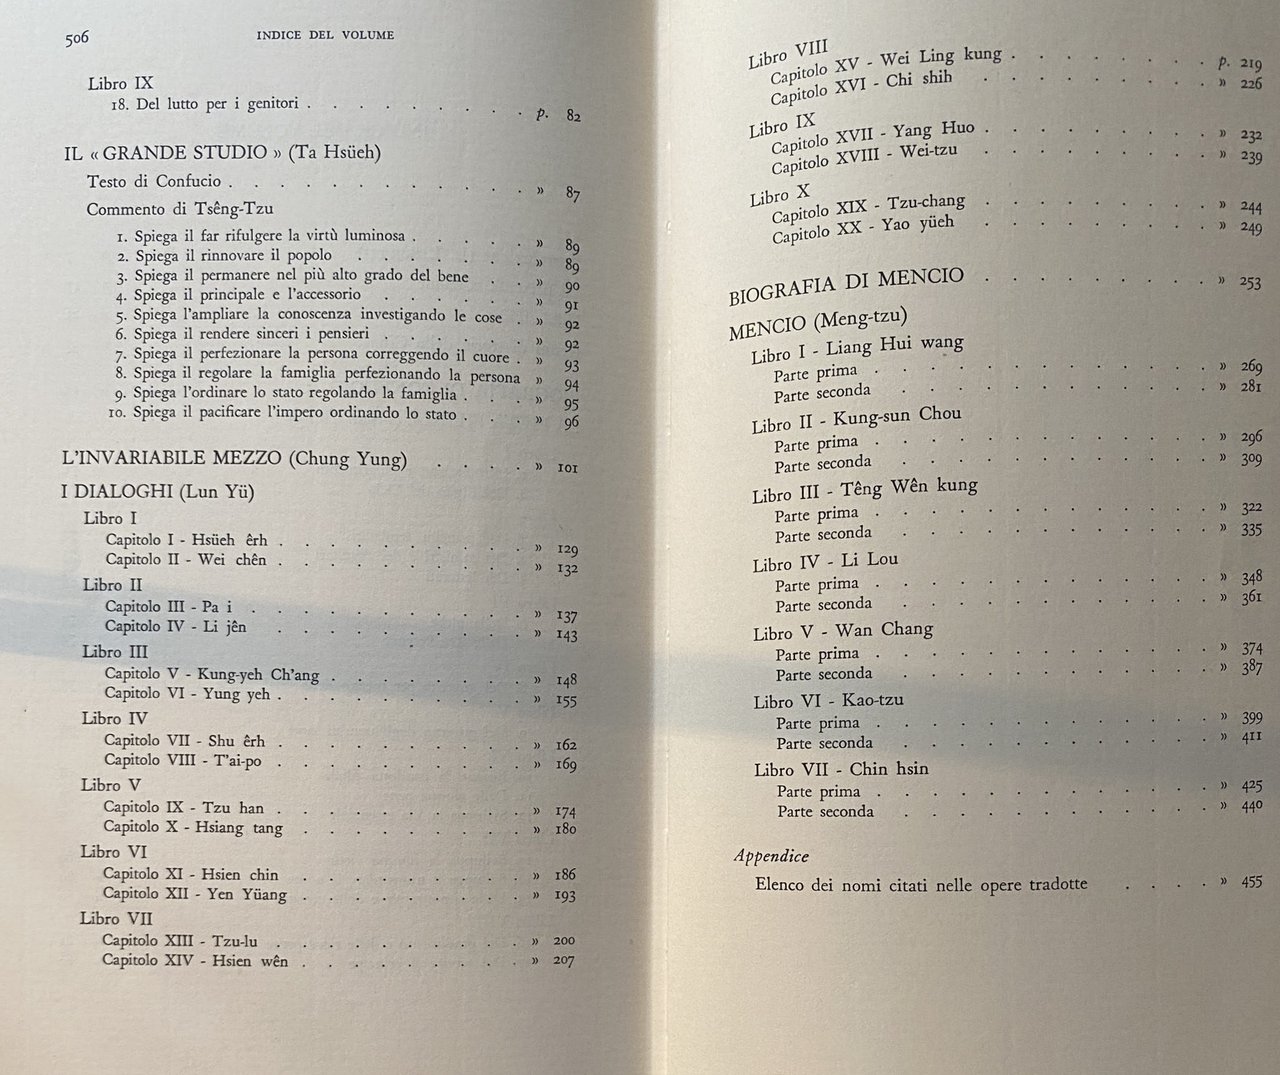 506 INDICE DEL VOLUME
Libro IX
18. Del lutto per i genitori . . . . . . . . . . p. 82
IL « GRANDE STUDIO » (Ta Hsüeh)
Testo di Confucio . . . . . . . . . . . . » 87
Commento di Tsêng-Tzu
1. Spiega il far rifulgere la virtù luminosa . . . . . » 89
2. Spiega il rinnovare il popolo . . . . . . . » 89
3. Spiega il permanere nel più alto grado del bene . . » 90
4. Spiega il principale e l'accessorio . . . . . . » 91
5. Spiega l'ampliare la conoscenza investigando le cose . » 92
6. Spiega il rendere sinceri i pensieri . . . . . . » 92
7. Spiega il perfezionare la persona correggendo il cuore . » 93
8. Spiega il regolare la famiglia perfezionando la persona » 94
9. Spiega l'ordinare lo stato regolando la famiglia . . . » 95
10. Spiega il pacificare l'impero ordinando lo stato . . . » 96
L'INVARIABILE MEZZO (Chung Yung) . . . . » 101
I DIALOGHI (Lun Yü)
Libro I
Capitolo I - Hsüeh êrh . . . . . . . . . . » 129
Capitolo II - Wei chên . . . . . . . . . . » 132
Libro II
Capitolo III - Pa i . . . . . . . . . . . » 137
Capitolo IV - Li jên . . . . . . . . . . » 143
Libro III
Capitolo V - Kung-yeh Ch'ang . . . . . . . . » 148
Capitolo VI - Yung yeh . . . . . . . . . . » 155
Libro IV
Capitolo VII - Shu êrh . . . . . . . . . . » 162
Capitolo VIII - T'ai-po . . . . . . . . . . » 169
Libro V
Capitolo IX - Tzu han . . . . . . . . . . » 174
Capitolo X - Hsiang tang . . . . . . . . . » 180
Libro VI
Capitolo XI - Hsien chin . . . . . . . . . » 186
Capitolo XII - Yen Yüang . . . . . . . . . » 193
Libro VII
Capitolo XIII - Tzu-lu . . . . . . . . . . » 200
Capitolo XIV - Hsien wên . . . . . . . . . » 207
Libro VIII
Capitolo XV - Wei Ling kung . . . . . . . . p. 219
Capitolo XVI - Chi shih . . . . . . . . . » 226
Libro IX
Capitolo XVII - Yang Huo . . . . . . . . . » 232
Capitolo XVIII - Wei-tzu . . . . . . . . . » 239
Libro X
Capitolo XIX - Tzu-chang . . . . . . . . . » 244
Capitolo XX - Yao yüeh . . . . . . . . . » 249
BIOGRAFIA DI MENCIO . . . . . . . . . » 253
MENCIO (Meng-tzu)
Libro I - Liang Hui wang
Parte prima . . . . . . . . . . . . . » 269
Parte seconda . . . . . . . . . . . . » 281
Libro II - Kung-sun Chou
Parte prima . . . . . . . . . . . . . » 296
Parte seconda . . . . . . . . . . . . » 309
Libro III - Têng Wên kung
Parte prima . . . . . . . . . . . . . » 322
Parte seconda . . . . . . . . . . . . » 335
Libro IV - Li Lou
Parte prima . . . . . . . . . . . . . » 348
Parte seconda . . . . . . . . . . . . » 361
Libro V - Wan Chang
Parte prima . . . . . . . . . . . . . » 374
Parte seconda . . . . . . . . . . . . » 387
Libro VI - Kao-tzu
Parte prima . . . . . . . . . . . . . » 399
Parte seconda . . . . . . . . . . . . » 411
Libro VII - Chin hsin
Parte prima . . . . . . . . . . . . . » 425
Parte seconda . . . . . . . . . . . . » 440
Appendice
Elenco dei nomi citati nelle opere tradotte . . . . » 455